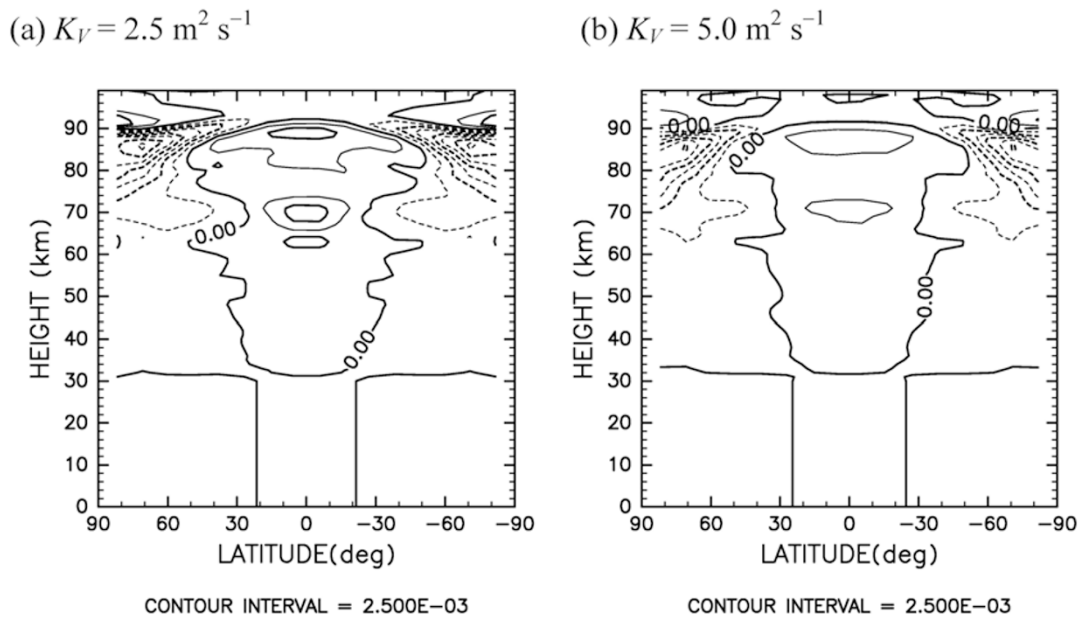 (a) K_V = 2.5 m² s⁻¹
90
80
70
60
50
40
30
20
10
0
HEIGHT (km)
0.00
0.00
90 60 30 0 −30 −60 −90
LATITUDE(deg)
CONTOUR INTERVAL = 2.500E−03
(b) K_V = 5.0 m² s⁻¹
90
80
70
60
50
40
30
20
10
0
HEIGHT (km)
0.00
0.00
0.00
0.00
90 60 30 0 −30 −60 −90
LATITUDE(deg)
CONTOUR INTERVAL = 2.500E−03